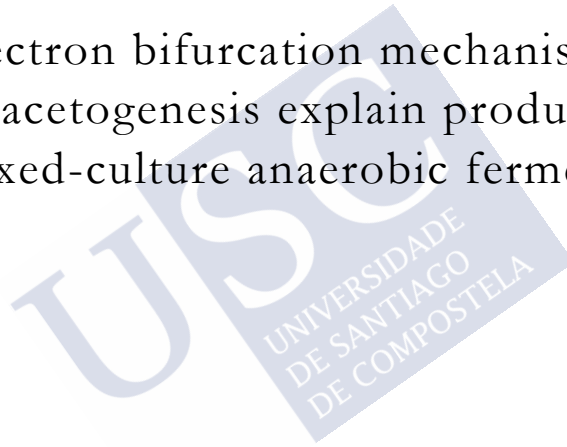 ectron bifurcation mechanis
acetogenesis explain produ
xed-culture anaerobic ferm
USC
UNIVERSIDADE
DE SANTIAGO
DE COMPOSTELA